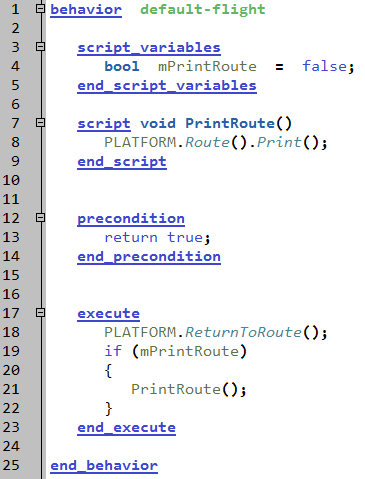 1 behavior default-flight
2
3 script_variables
4 bool mPrintRoute = false;
5 end_script_variables
6
7 script void PrintRoute()
8 PLATFORM.Route().Print();
9 end_script
10
11
12 precondition
13 return true;
14 end_precondition
15
16
17 execute
18 PLATFORM.ReturnToRoute();
19 if (mPrintRoute)
20 {
21 PrintRoute();
22 }
23 end_execute
24
25 end_behavior